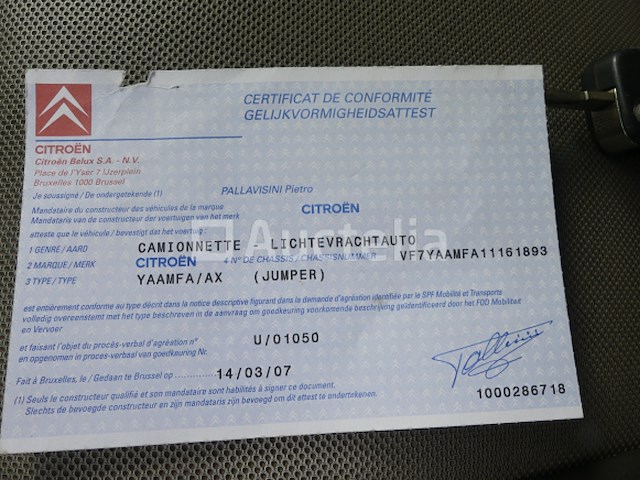 CERTIFICAT DE CONFORMITÉ
GELIJKVORMIGHEIDSATTEST
CITROËN
Citroën Belux S.A. - N.V.
Place de l'Yser 7 IJzerplein
Bruxelles 1000 Brussel
Je soussigné / De ondergetekende (1)
PALLAVISINI Pietro
Mandataire du constructeur des véhicules de la marque
Mandataris van de constructeur der voertuigen van het merk
CITROËN
atteste que le véhicule / bevestigt dat het voertuig :
1 GENRE / AARD CAMIONNETTE - LICHTEVRACHTAUTO
2 MARQUE / MERK CITROËN 4 N° DE CHASSIS / CHASSISNUMMER VF7YAAMFA11161893
3 TYPE / TYPE YAAMFA/AX (JUMPER)
Austelia
est entièrement conforme au type décrit dans la notice descriptive figurant dans la demande d'agréation identifiée par le SPF Mobilité et Transports
volledig overeenstemt met het type beschreven in de aanvraag om goedkeuring voorkomende beschrijving geïdentificeerd door het FOD Mobiliteit
en Vervoer
et faisant l'objet du procès-verbal d'agréation n°
en opgenomen in proces-verbaal van goedkeuring Nr.
U/01050
Fait à Bruxelles, le / Gedaan te Brussel op 14/03/07
(1) Seuls le constructeur qualifié et son mandataire sont habilités à signer ce document.
Slechts de bevoegde constructeur en zijn mandataris zijn bevoegd om dit attest te ondertekenen.
1000286718